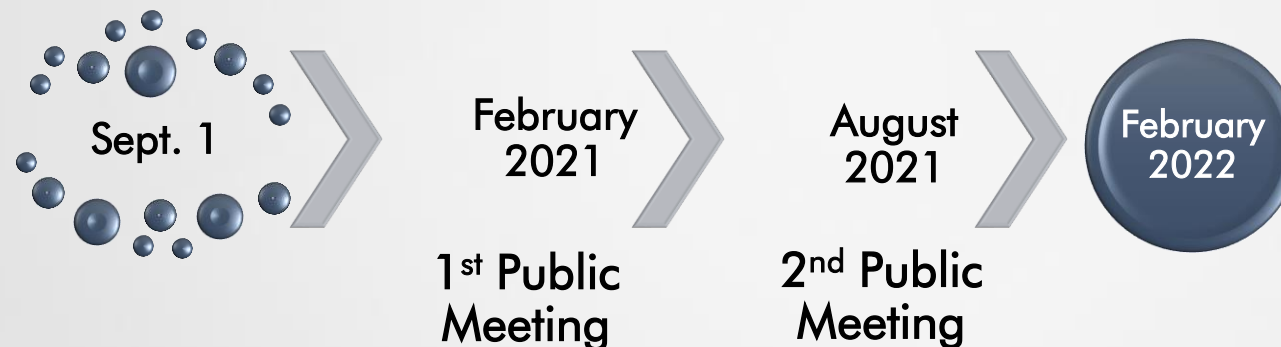 Sept. 1
February
2021
August
2021
February
2022
1st Public
Meeting
2nd Public
Meeting